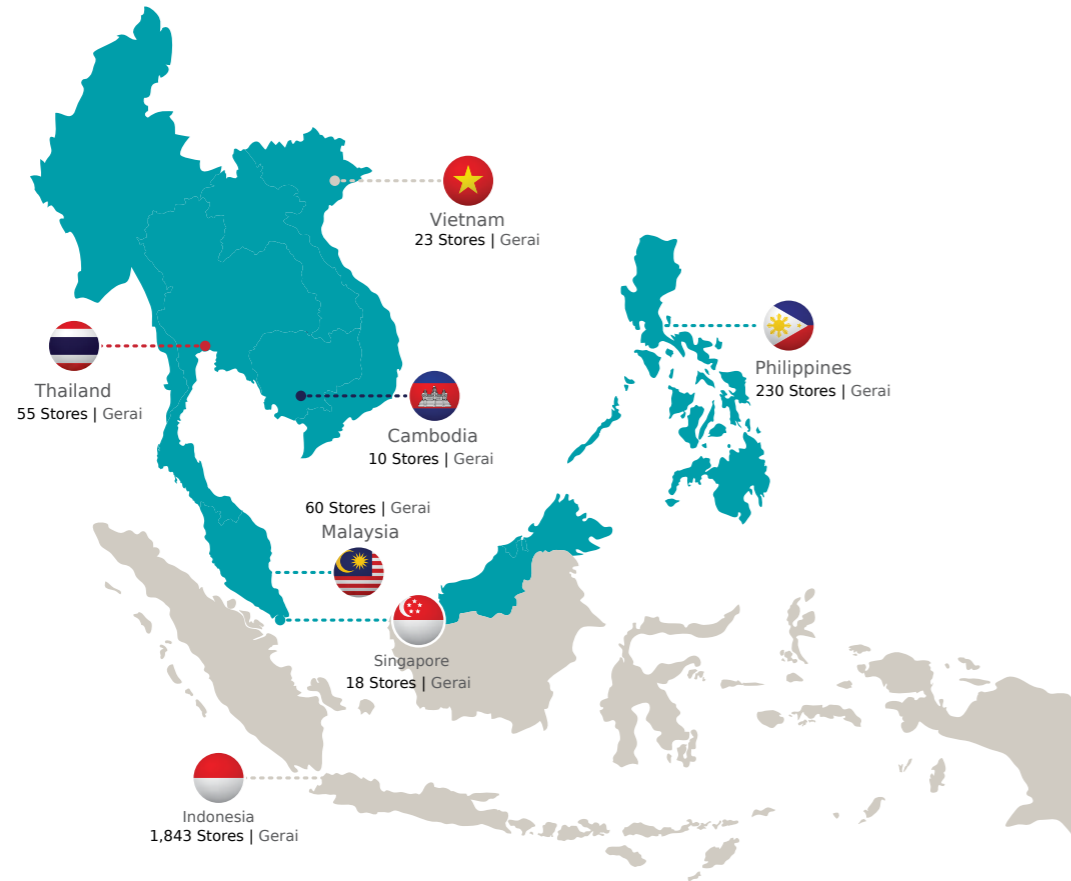 Vietnam
23 Stores | Gerai
Philippines
230 Stores | Gerai
Thailand
55 Stores | Gerai
Cambodia
10 Stores | Gerai
60 Stores | Gerai
Malaysia
Singapore
18 Stores | Gerai
Indonesia
1,843 Stores | Gerai